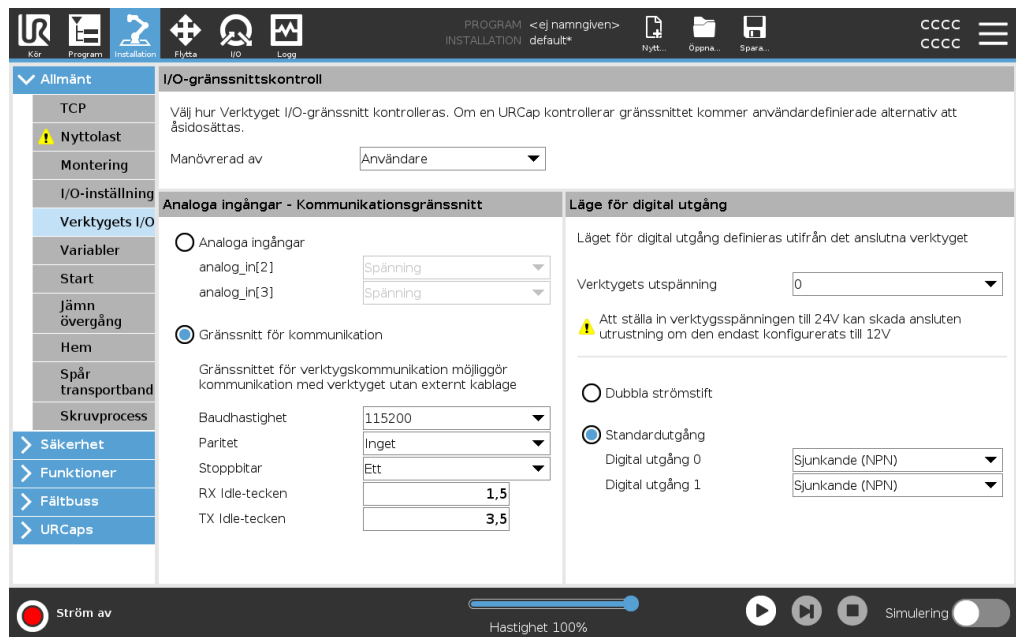 UR
Kör
Program
Installation
Flytta
I/O
Logg
PROGRAM <ej namngiven>
INSTALLATION default*
Nytt...
Öppna...
Spara...
CCCC
CCCC
Allmänt
TCP
Nyttolast
Montering
I/O-inställning
Verktygets I/O
Variabler
Start
Jämn
övergång
Hem
Spår
transportband
Skruvprocess
Säkerhet
Funktioner
Fältbuss
URCaps
I/O-gränssnittskontroll
Välj hur Verktyget I/O-gränssnitt kontrolleras. Om en URCap kontrollerar gränssnittet kommer användardefinierade alternativ att
åsidosättas.
Manövrerad av Användare
Analoga ingångar - Kommunikationsgränssnitt
Analoga ingångar
analog_in[2] Spänning
analog_in[3] Spänning
Gränssnitt för kommunikation
Gränssnittet för verktygskommunikation möjliggör
kommunikation med verktyget utan externt kablage
Baudhastighet 115200
Paritet Inget
Stoppbitar Ett
RX Idle-tecken 1,5
TX Idle-tecken 3,5
Läge för digital utgång
Läget för digital utgång definieras utifrån det anslutna verktyget
Verktygets utspänning 0
Att ställa in verktygsspänningen till 24V kan skada ansluten
utrustning om den endast konfigurerats till 12V
Dubbla strömstift
Standardutgång
Digital utgång 0 Sjunkande (NPN)
Digital utgång 1 Sjunkande (NPN)
Ström av
Hastighet 100%
Simulering